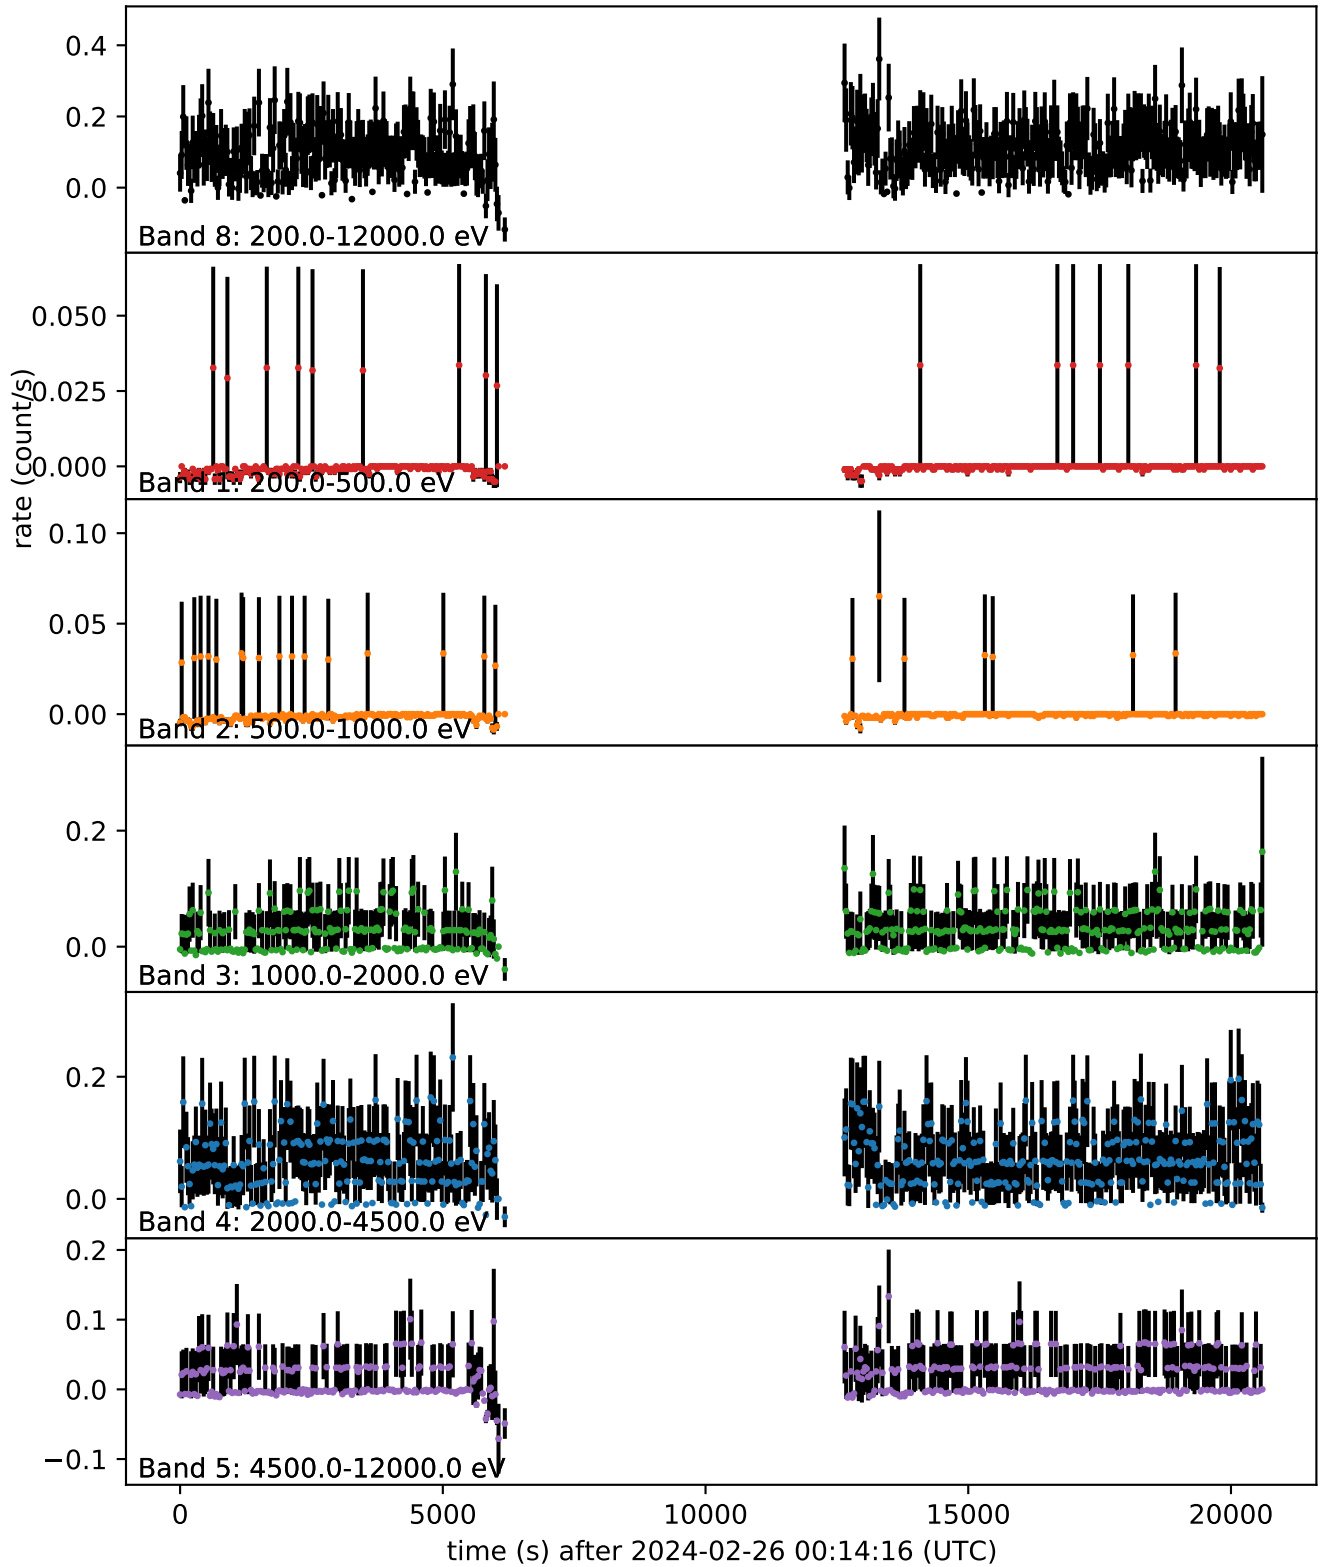 0.4
0.2
0.0
Band 8: 200.0-12000.0 eV
0.050
0.025
0.000
Band 1: 200.0-500.0 eV
rate (count/s)
0.10
0.05
0.00
Band 2: 500.0-1000.0 eV
0.2
0.0
Band 3: 1000.0-2000.0 eV
0.2
0.0
Band 4: 2000.0-4500.0 eV
0.2
0.1
0.0
−0.1
Band 5: 4500.0-12000.0 eV
0 5000 10000 15000 20000
time (s) after 2024-02-26 00:14:16 (UTC)